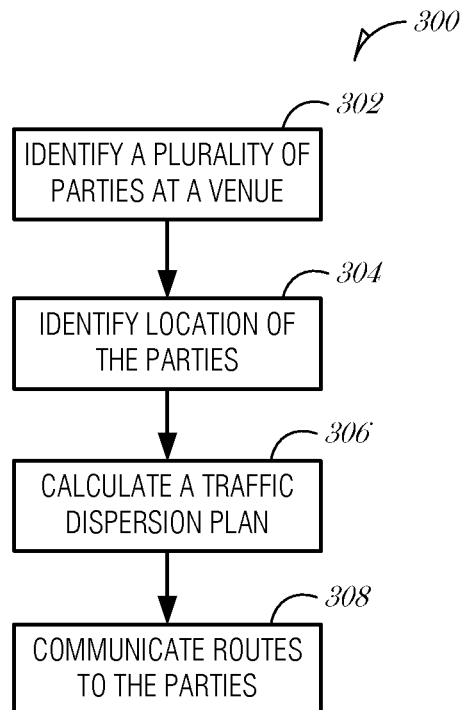 300
302
IDENTIFY A PLURALITY OF
PARTIES AT A VENUE
304
IDENTIFY LOCATION OF
THE PARTIES
306
CALCULATE A TRAFFIC
DISPERSION PLAN
308
COMMUNICATE ROUTES
TO THE PARTIES